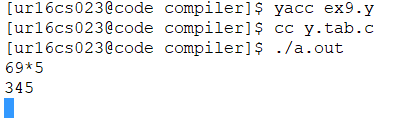 [ur16cs023@code compiler]$ yacc ex9.y
[ur16cs023@code compiler]$ cc y.tab.c
[ur16cs023@code compiler]$ ./a.out
69*5
345